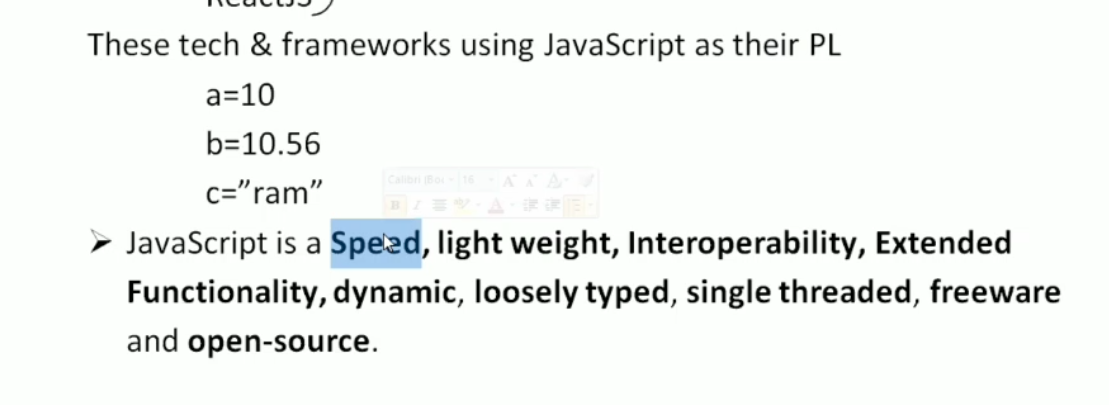 ReactJS
These tech & frameworks using JavaScript as their PL
a=10
b=10.56
c=”ram”
Calibri (Bo 16
➢ JavaScript is a Speed, light weight, Interoperability, Extended
Functionality, dynamic, loosely typed, single threaded, freeware
and open-source.